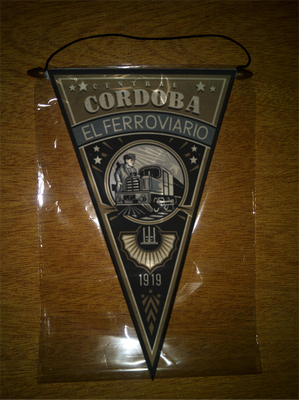 CENTRAL
CORDOBA
EL FERROVIARIO
1919